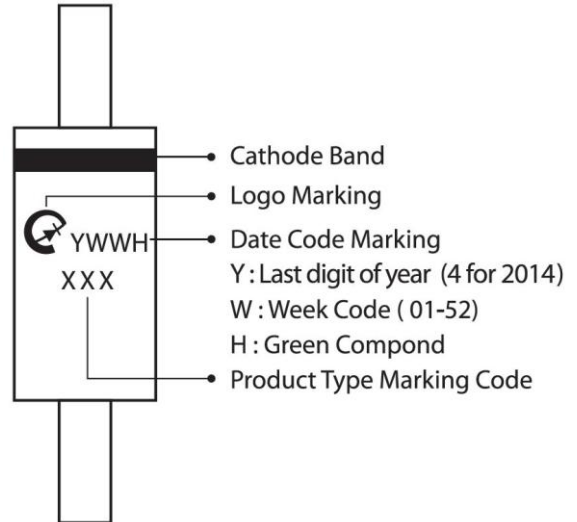 Cathode Band
Logo Marking
YWWH
Date Code Marking
XXX
Y : Last digit of year (4 for 2014)
W : Week Code ( 01-52)
H : Green Compond
Product Type Marking Code